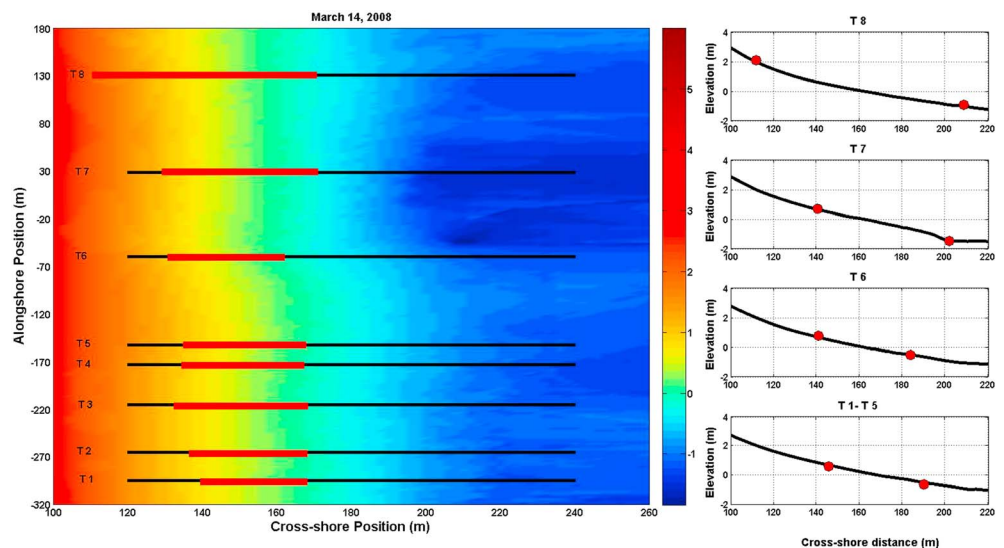 March 14, 2008
180
130
80
30
-20
-70
-120
-170
-220
-270
-320
Alongshore Position (m)
T 8
T 7
T6
T 5
T 4
T 3
T 2
T 1
100
120
140
160
180
200
220
240
260
Cross-shore Position (m)
5
4
3
2
1
0
-1
T 8
Elevation (m)
4
2
0
-2
100 120 140 160 180 200 220
T 7
Elevation (m)
4
2
0
-2
100 120 140 160 180 200 220
T 6
Elevation (m)
4
2
0
-2
100 120 140 160 180 200 220
T 1- T 5
Elevation (m)
4
2
0
-2
100 120 140 160 180 200 220
Cross-shore distance (m)